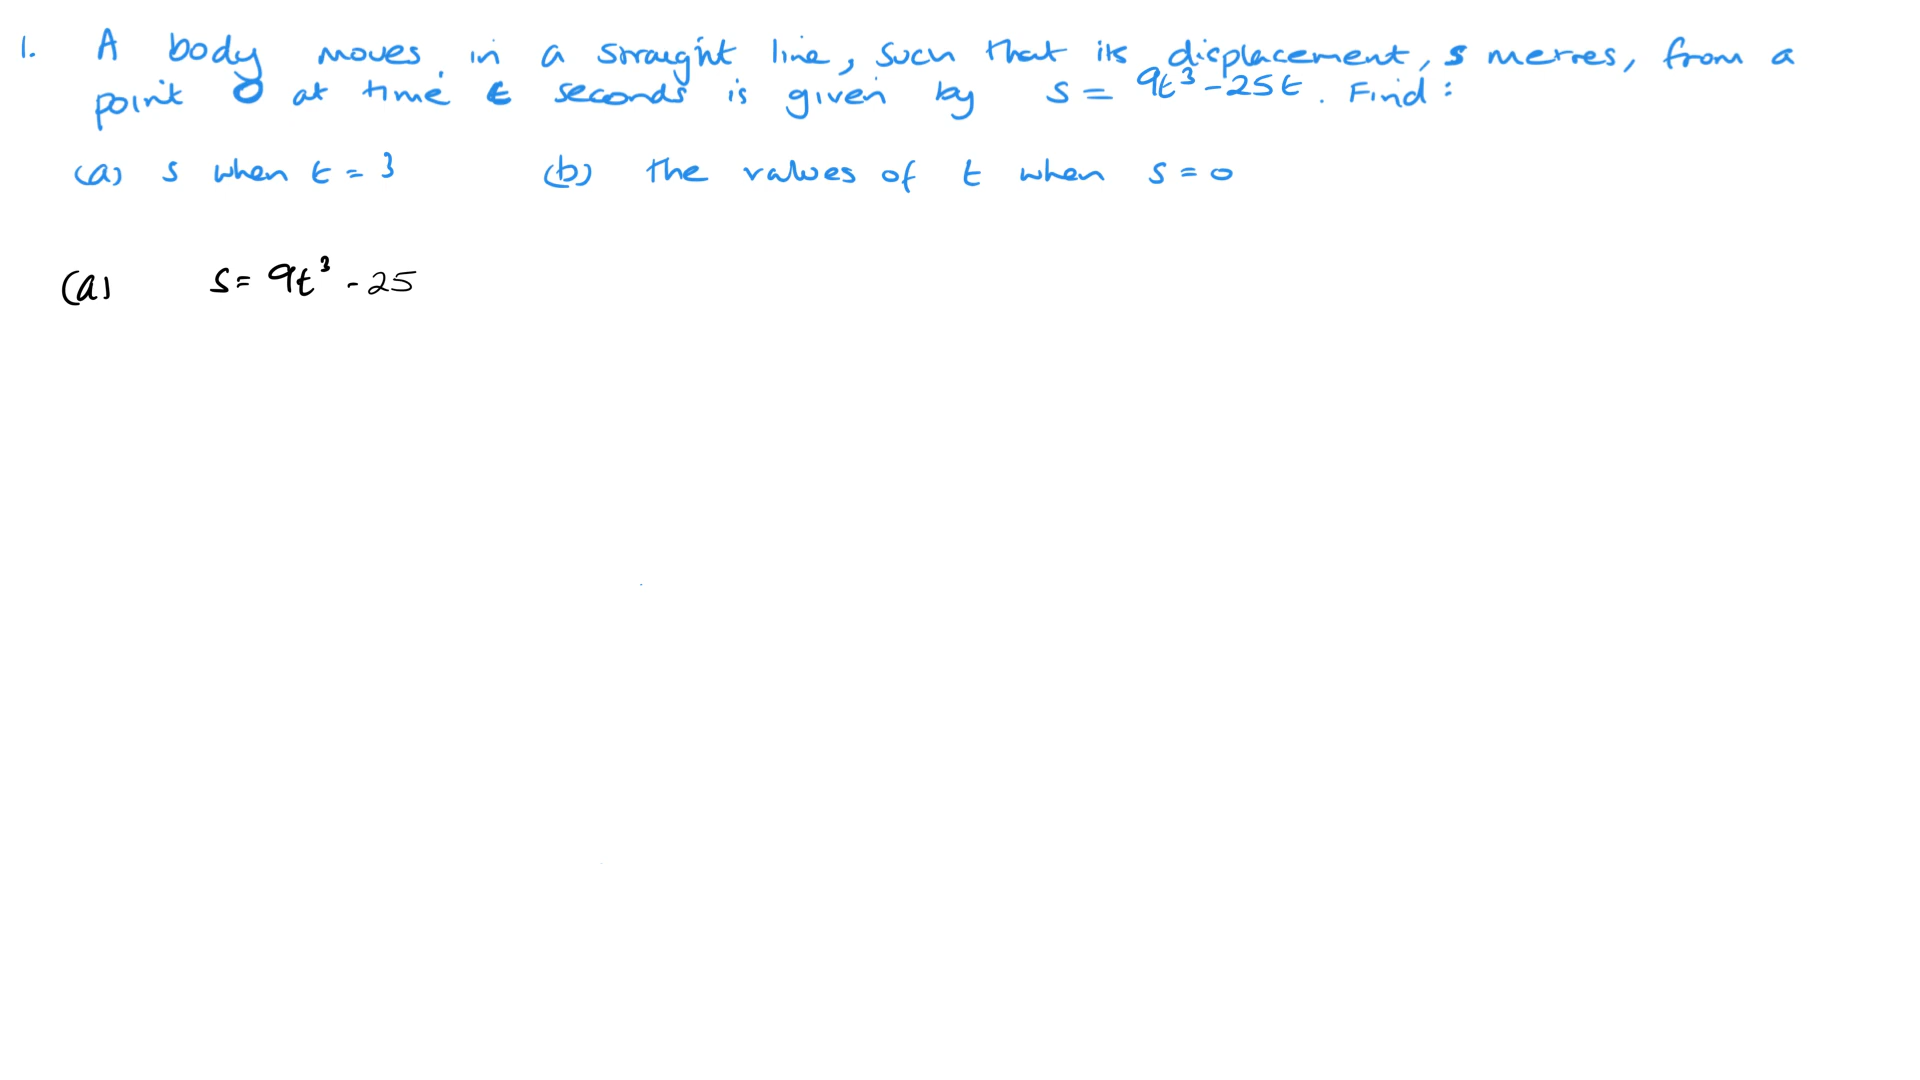 1. A body moves in a straight line, such that its displacement, s metres, from a
point O at time t seconds is given by s = 9t³ - 25t. Find:
(a) s when t = 3 (b) the values of t when s = 0
(a) s = 9t³ - 25